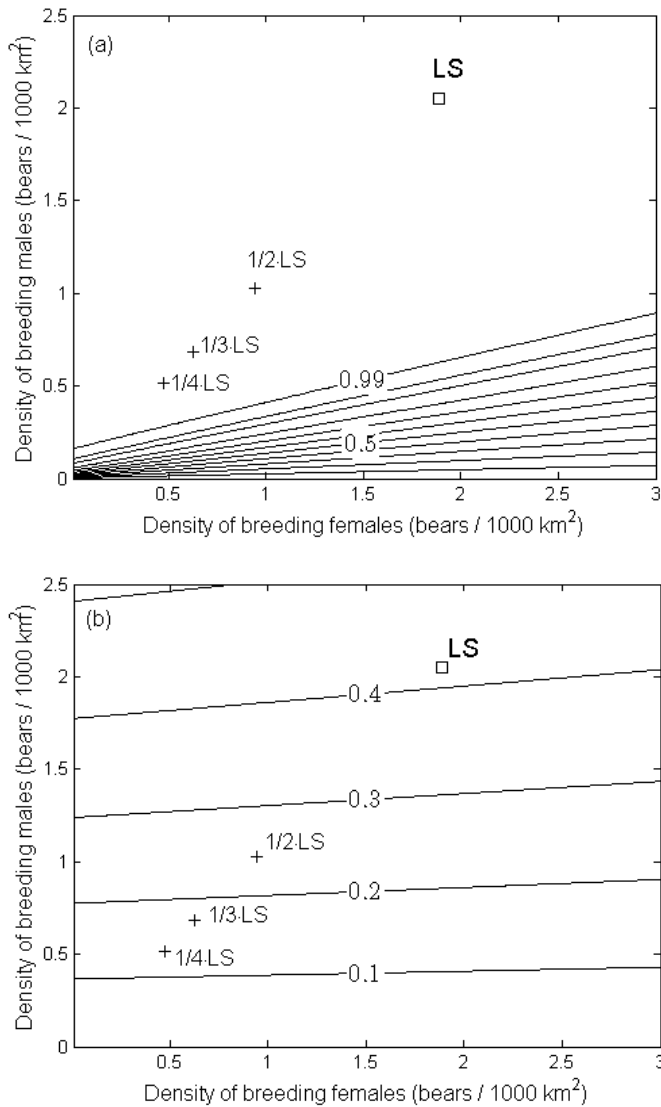 2.5
(a)
LS
2
1.5
1/2·LS
1
1/3·LS
1/4·LS
0.99
0.5
0.5
0
0.5
1
1.5
2
2.5
3
Density of breeding males (bears / 1000 km²)
Density of breeding females (bears / 1000 km²)
2.5
(b)
LS
2
0.4
1.5
0.3
1/2·LS
1
0.2
1/3·LS
1/4·LS
0.5
0.1
0
0.5
1
1.5
2
2.5
3
Density of breeding males (bears / 1000 km²)
Density of breeding females (bears / 1000 km²)